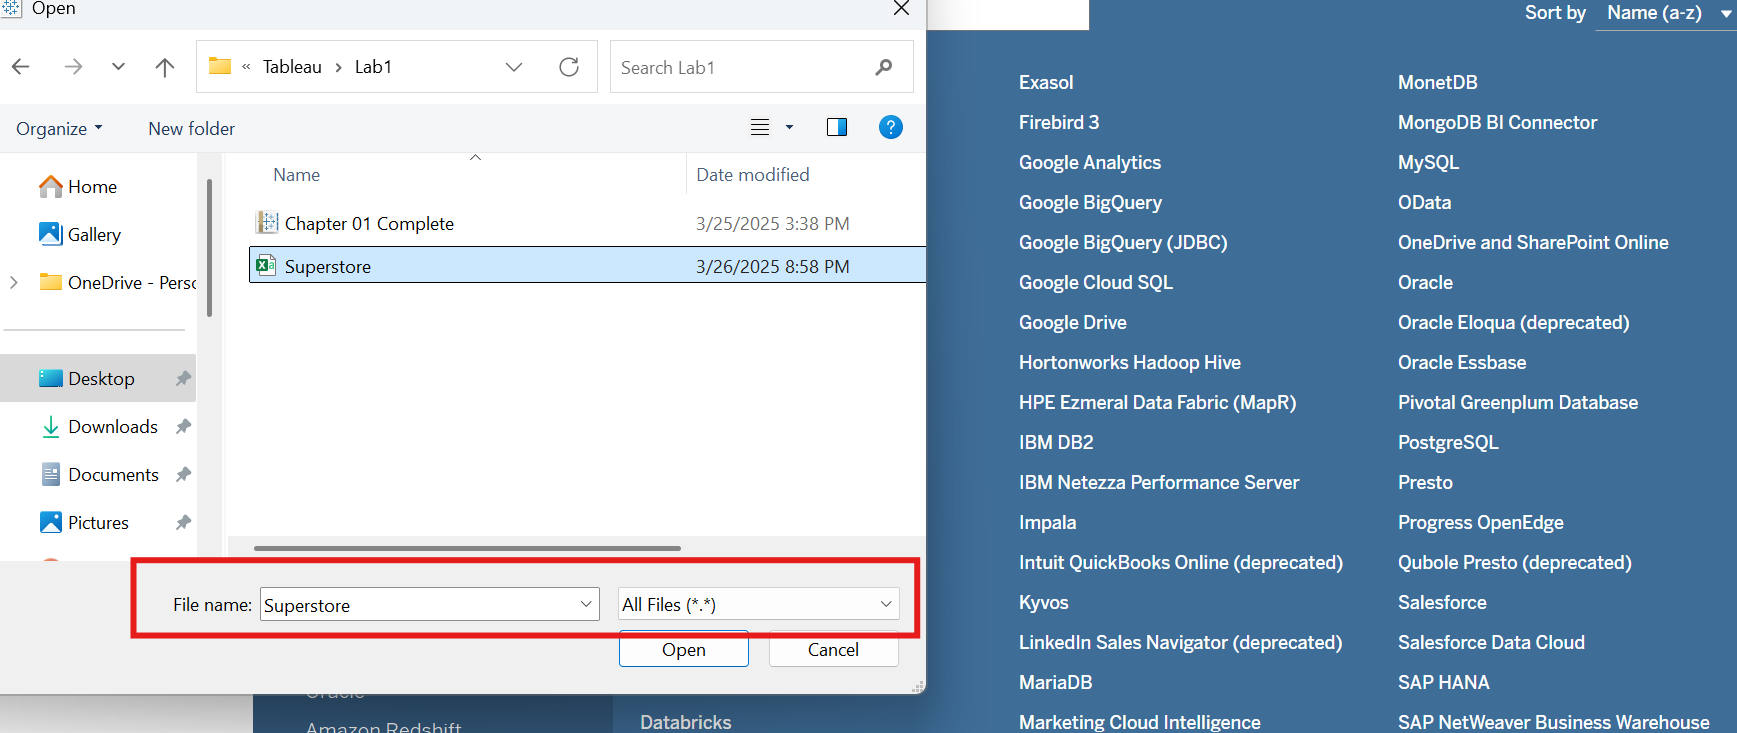 Open
« Tableau › Lab1
Search Lab1
Organize
New folder
?
Name
Date modified
Home
Gallery
OneDrive - Perso
Desktop
Downloads
Documents
Pictures
Chapter 01 Complete 3/25/2025 3:38 PM
Superstore 3/26/2025 8:58 PM
File name: Superstore
All Files (*.*)
Open
Cancel
Oracle
Amazon Redshift
Databricks
Sort by Name (a-z)
Exasol
Firebird 3
Google Analytics
Google BigQuery
Google BigQuery (JDBC)
Google Cloud SQL
Google Drive
Hortonworks Hadoop Hive
HPE Ezmeral Data Fabric (MapR)
IBM DB2
IBM Netezza Performance Server
Impala
Intuit QuickBooks Online (deprecated)
Kyvos
LinkedIn Sales Navigator (deprecated)
MariaDB
Marketing Cloud Intelligence
MonetDB
MongoDB BI Connector
MySQL
OData
OneDrive and SharePoint Online
Oracle
Oracle Eloqua (deprecated)
Oracle Essbase
Pivotal Greenplum Database
PostgreSQL
Presto
Progress OpenEdge
Qubole Presto (deprecated)
Salesforce
Salesforce Data Cloud
SAP HANA
SAP NetWeaver Business Warehouse